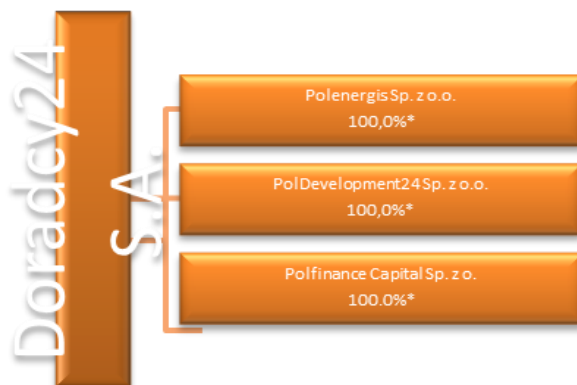 Doradcy24
S.A.
Polenergis Sp. z o.o.
100,0%*
PolDevelopment24 Sp. z o.o.
100,0%*
Polfinance Capital Sp. z o.
100.0%*